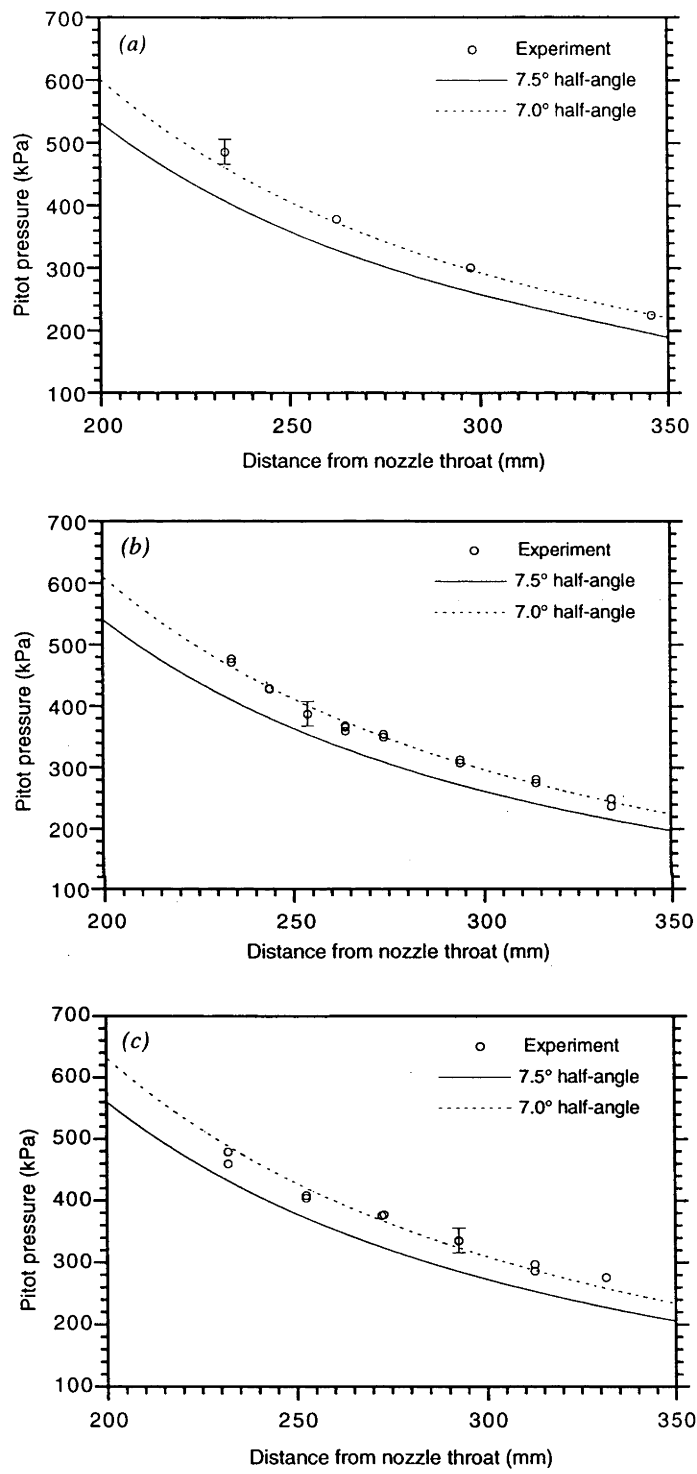 700
(a)
Experiment
600
7.5° half-angle
7.0° half-angle
500
400
300
200
100
Pitot pressure (kPa)
200 250 300 350
Distance from nozzle throat (mm)
700
(b)
Experiment
600
7.5° half-angle
7.0° half-angle
500
400
300
200
100
Pitot pressure (kPa)
200 250 300 350
Distance from nozzle throat (mm)
700
(c)
Experiment
600
7.5° half-angle
7.0° half-angle
500
400
300
200
100
Pitot pressure (kPa)
200 250 300 350
Distance from nozzle throat (mm)